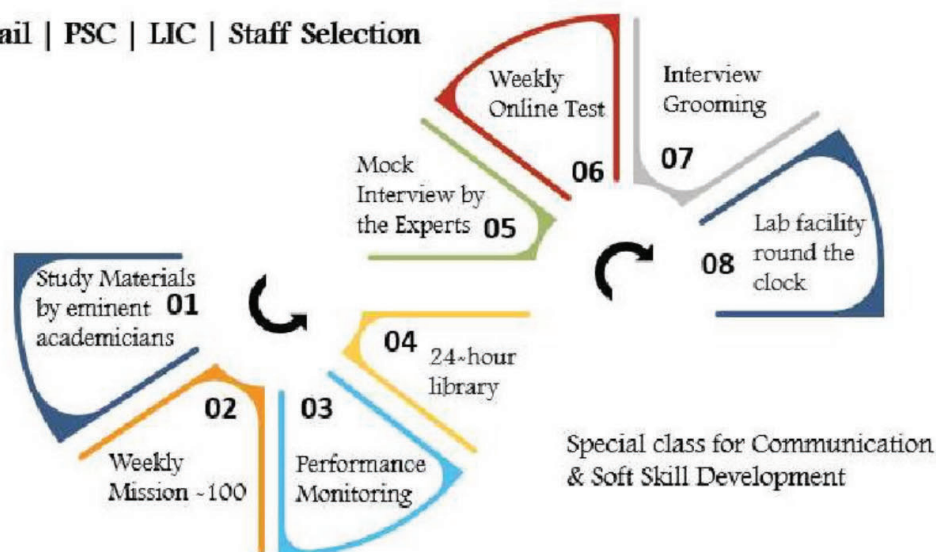 ail | PSC | LIC | Staff Selection
Study Materials
by eminent
academicians
01
02
Weekly
Mission ~100
03
Performance
Monitoring
04
24~hour
library
Mock
Interview by
the Experts
05
Weekly
Online Test
06
Interview
Grooming
07
08
Lab facility
round the
clock
Special class for Communication
& Soft Skill Development